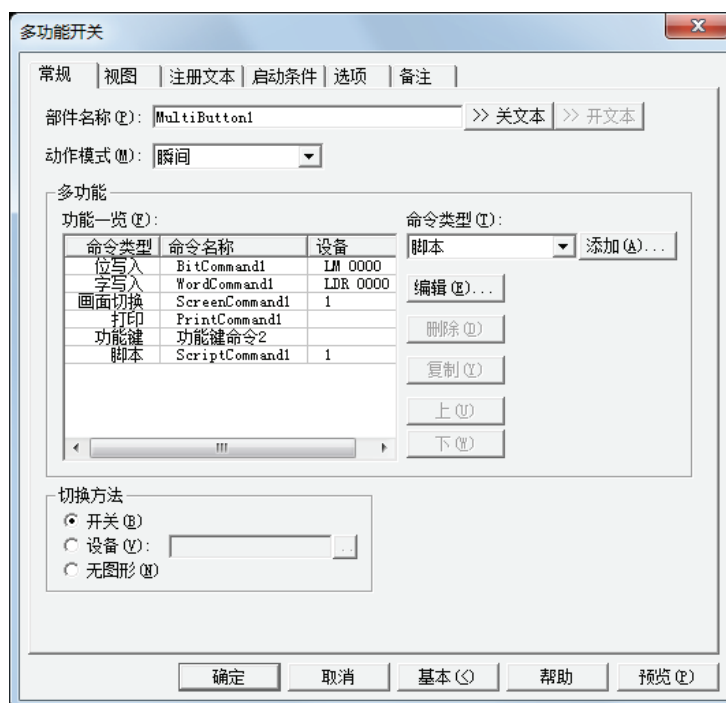 多功能开关
常规 视图 注册文本 启动条件 选项 备注
部件名称(P): MultiButton1 >> 关文本 >> 开文本
动作模式(M): 瞬间
多功能
功能一览(F): 命令类型(T):
命令类型 命令名称 设备 脚本 添加(A)...
位写入 BitCommand1 LM 0000
字写入 WordCommand1 LDR 0000 编辑(E)...
画面切换 ScreenCommand1 1
打印 PrintCommand1 删除(D)
功能键 功能键命令2
脚本 ScriptCommand1 1 复制(Y)
上(U)
下(W)
切换方法
开关(B)
设备(V): ..
无图形(N)
确定 取消 基本(<) 帮助 预览(P)